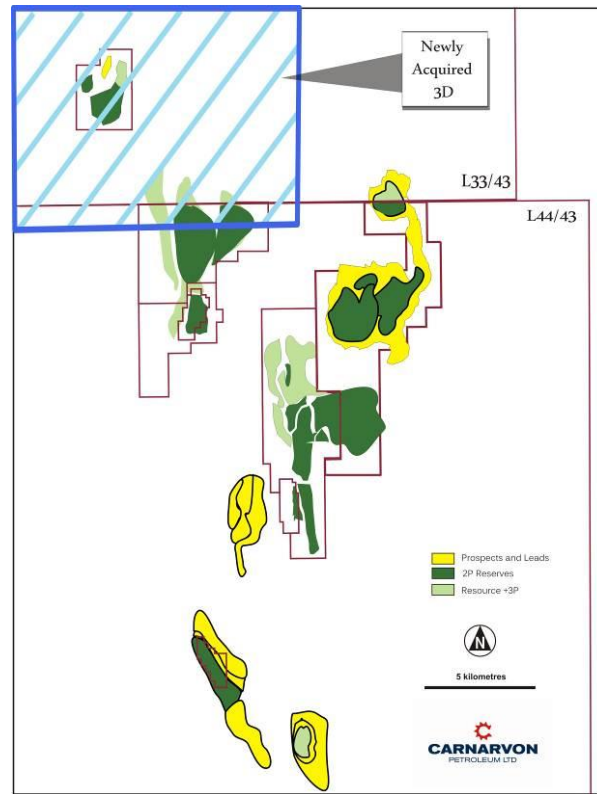 Newly
Acquired
3D
L33/43
L44/43
Prospects and Leads
2P Reserves
Resource +3P
N
5 kilometres
CARNARVON
PETROLEUM LTD